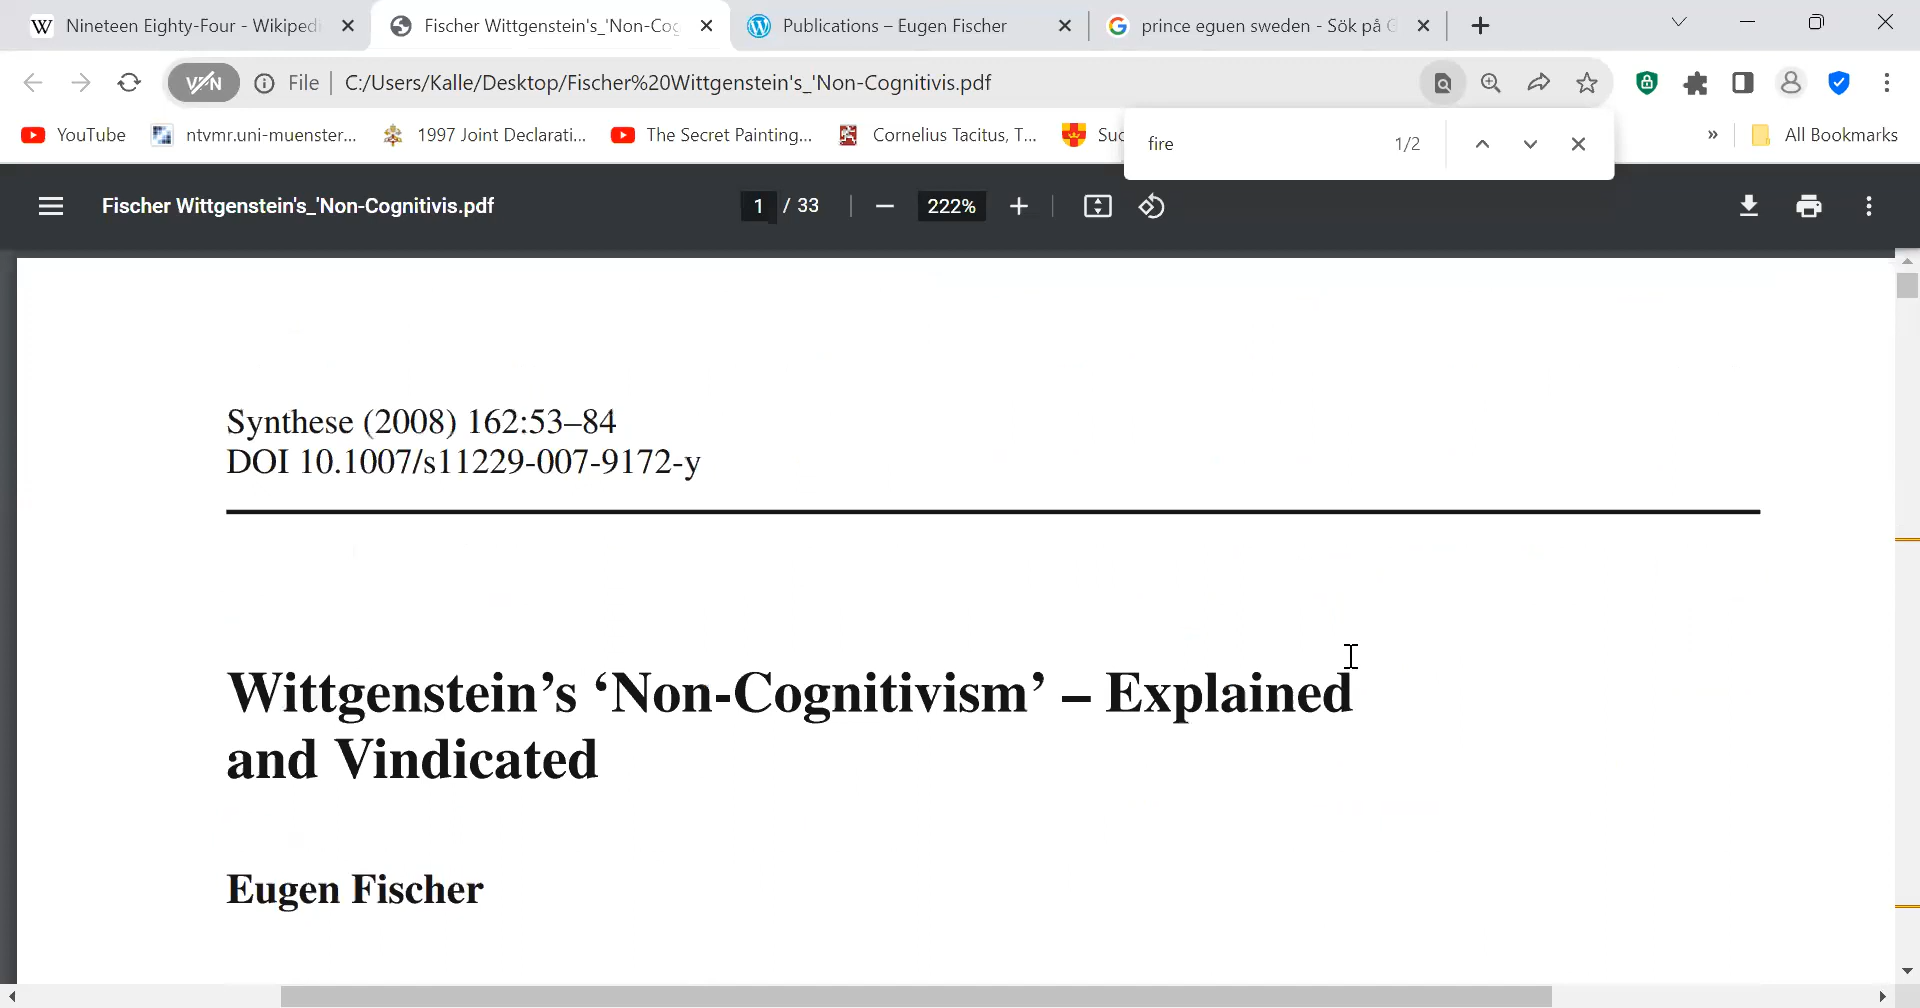 Nineteen Eighty-Four - Wikiped
Fischer Wittgenstein's_'Non-Cog
Publications – Eugen Fischer
prince eguen sweden - Sök på G
VPN
File
C:/Users/Kalle/Desktop/Fischer%20Wittgenstein's_'Non-Cognitivis.pdf
YouTube
ntvmr.uni-muenster...
1997 Joint Declarati...
The Secret Painting...
Cornelius Tacitus, T...
Suc
fire
1/2
»
All Bookmarks
Fischer Wittgenstein's_'Non-Cognitivis.pdf
1 / 33
222%
Synthese (2008) 162:53–84
DOI 10.1007/s11229-007-9172-y
Wittgenstein's ‘Non-Cognitivism’ – Explained
and Vindicated
Eugen Fischer